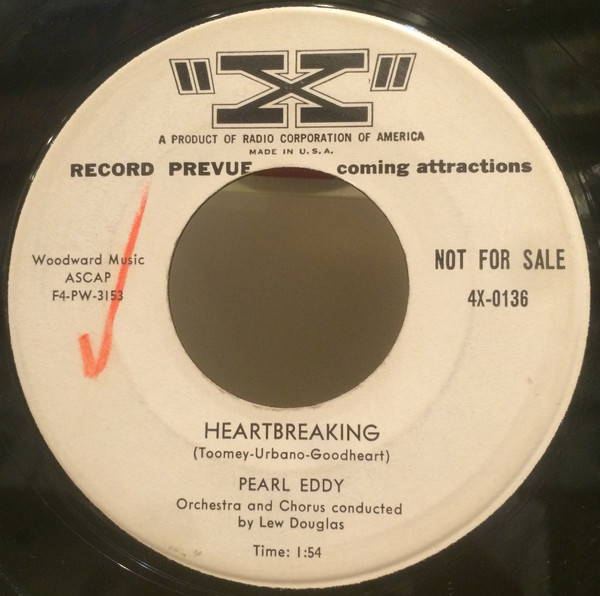 "X"
A PRODUCT OF RADIO CORPORATION OF AMERICA
MADE IN U.S.A.
RECORD PREVUE coming attractions
Woodward Music
ASCAP
F4-PW-3153
NOT FOR SALE
4X-0136
HEARTBREAKING
(Toomey-Urbano-Goodheart)
PEARL EDDY
Orchestra and Chorus conducted
by Lew Douglas
Time: 1:54